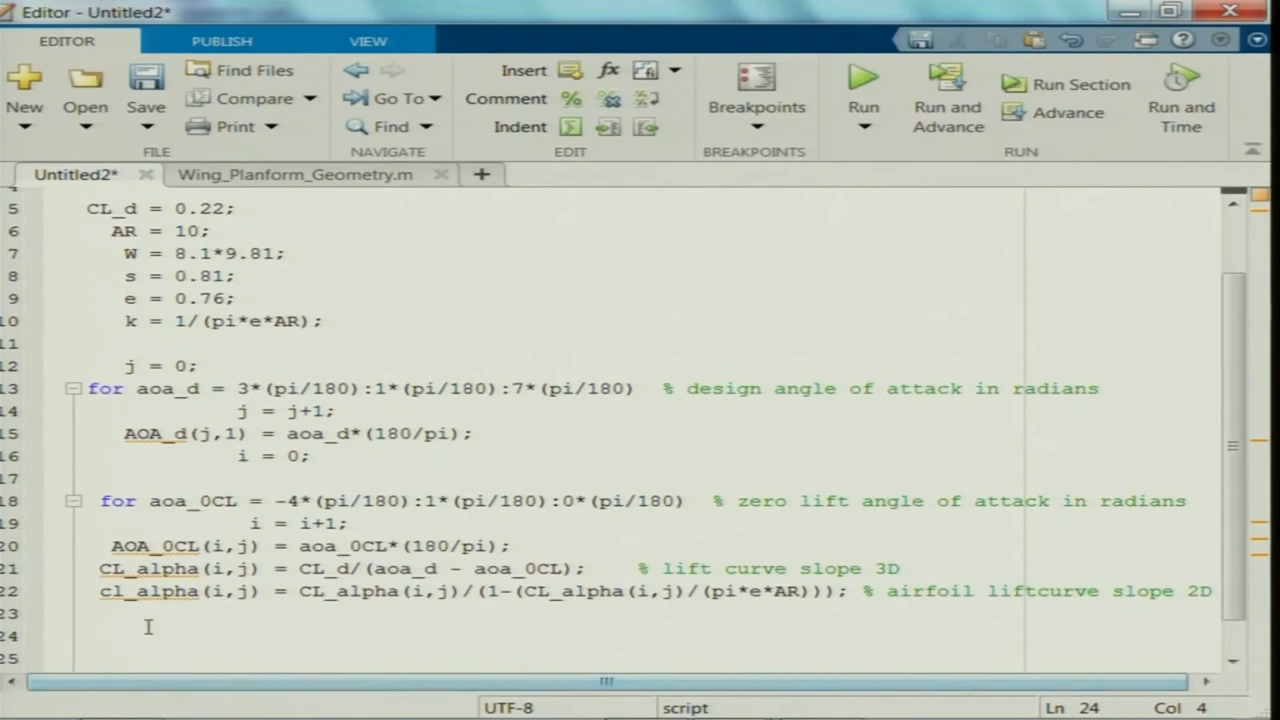 Editor - Untitled2*
EDITOR PUBLISH VIEW
New Open Save Find Files Compare Print
Go To Find
Insert fx
Comment
Indent
Breakpoints
Run
Run and Advance
Run Section
Advance
Run and Time
FILE NAVIGATE EDIT BREAKPOINTS RUN
Untitled2* Wing_Planform_Geometry.m
4
5 CL_d = 0.22;
6 AR = 10;
7 W = 8.1*9.81;
8 s = 0.81;
9 e = 0.76;
10 k = 1/(pi*e*AR);
11
12 j = 0;
13 for aoa_d = 3*(pi/180):1*(pi/180):7*(pi/180) % design angle of attack in radians
14 j = j+1;
15 AOA_d(j,1) = aoa_d*(180/pi);
16 i = 0;
17
18 for aoa_0CL = -4*(pi/180):1*(pi/180):0*(pi/180) % zero lift angle of attack in radians
19 i = i+1;
20 AOA_0CL(i,j) = aoa_0CL*(180/pi);
21 CL_alpha(i,j) = CL_d/(aoa_d - aoa_0CL); % lift curve slope 3D
22 cl_alpha(i,j) = CL_alpha(i,j)/(1-(CL_alpha(i,j)/(pi*e*AR))); % airfoil liftcurve slope 2D
23
24
25
UTF-8 script Ln 24 Col 4